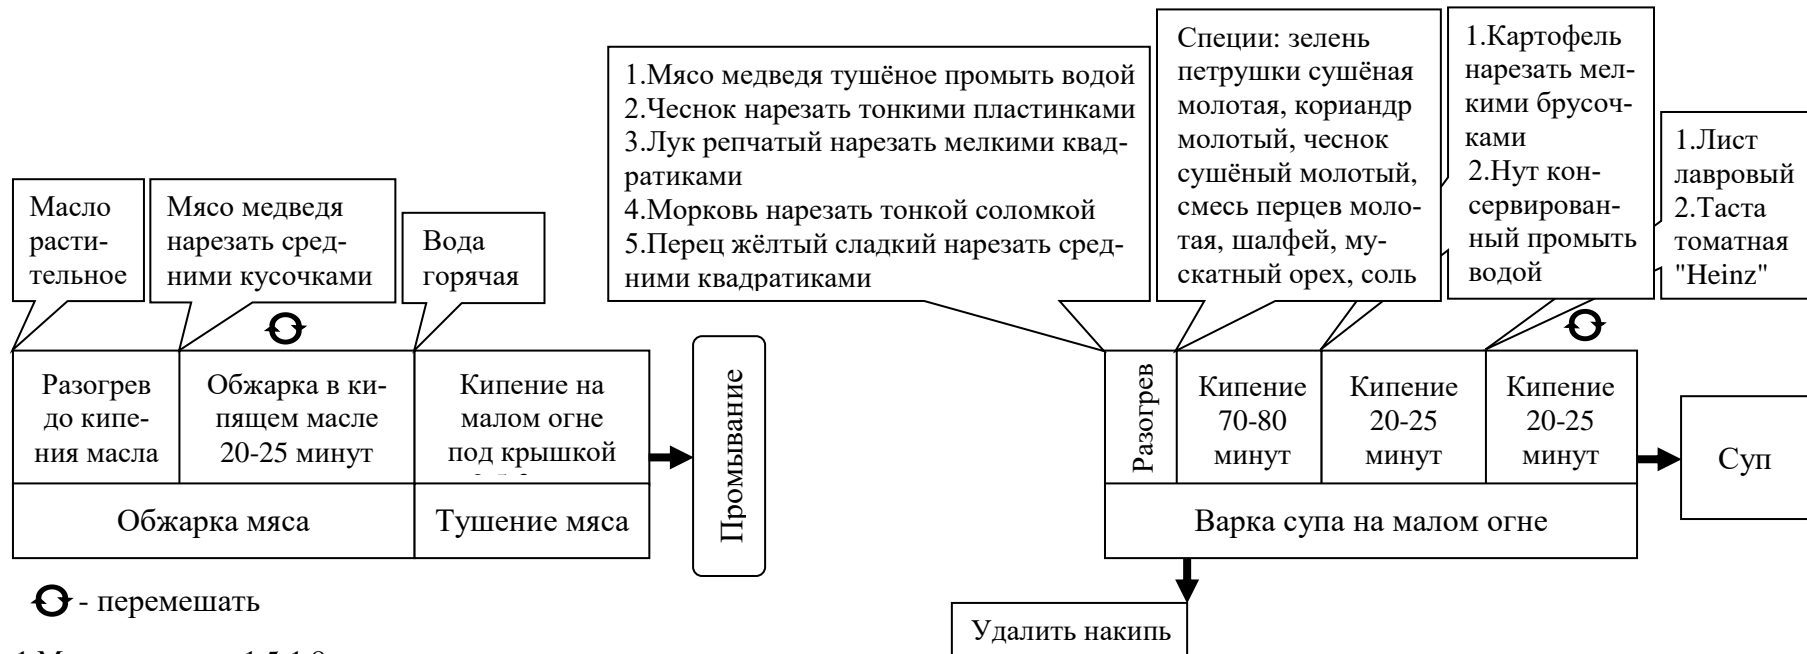 Масло
расти-
тельное
Мясо медведя
нарезать сред-
ними кусочками
Вода
горячая
1.Мясо медведя тушёное промыть водой
2.Чеснок нарезать тонкими пластинками
3.Лук репчатый нарезать мелкими квад-
ратиками
4.Морковь нарезать тонкой соломкой
5.Перец жёлтый сладкий нарезать сред-
ними квадратиками
Специи: зелень
петрушки сушёная
молотая, кориандр
молотый, чеснок
сушёный молотый,
смесь перцев моло-
тая, шалфей, му-
скатный орех, соль
1.Картофель
нарезать мел-
кими брусоч-
ками
2.Нут кон-
сервирован-
ный промыть
водой
1.Лист
лавровый
2.Таста
томатная
"Heinz"
Разогрев
до кипе-
ния масла
Обжарка в ки-
пящем масле
20-25 минут
Кипение на
малом огне
под крышкой
Обжарка мяса
Тушение мяса
Промывание
Разогрев
Кипение
70-80
минут
Кипение
20-25
минут
Кипение
20-25
минут
Варка супа на малом огне
Суп
- перемешать
Удалить накипь